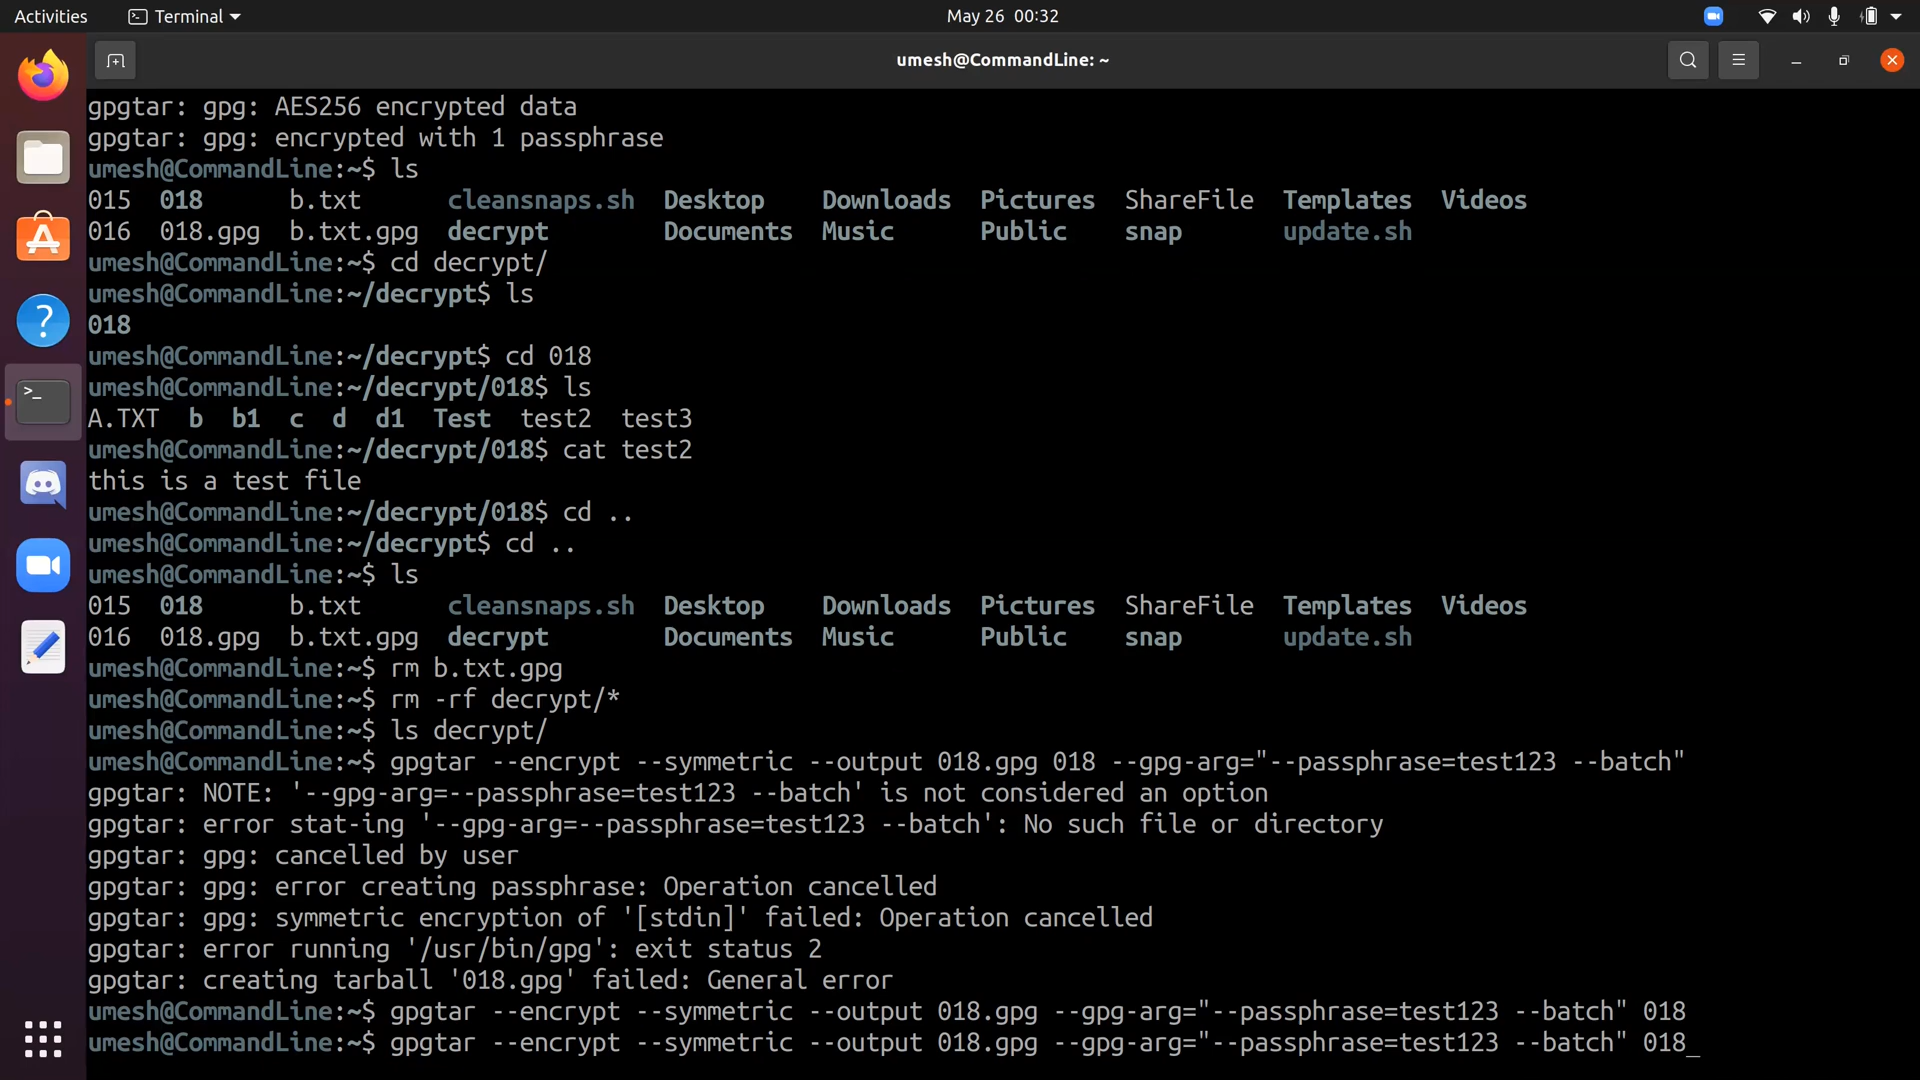 Activities Terminal May 26 00:32
umesh@CommandLine: ~
gpgtar: gpg: AES256 encrypted data
gpgtar: gpg: encrypted with 1 passphrase
umesh@CommandLine:~$ ls
015 018 b.txt cleansnaps.sh Desktop Downloads Pictures ShareFile Templates Videos
016 018.gpg b.txt.gpg decrypt Documents Music Public snap update.sh
umesh@CommandLine:~$ cd decrypt/
umesh@CommandLine:~/decrypt$ ls
018
umesh@CommandLine:~/decrypt$ cd 018
umesh@CommandLine:~/decrypt/018$ ls
A.TXT b b1 c d d1 Test test2 test3
umesh@CommandLine:~/decrypt/018$ cat test2
this is a test file
umesh@CommandLine:~/decrypt/018$ cd ..
umesh@CommandLine:~/decrypt$ cd ..
umesh@CommandLine:~$ ls
015 018 b.txt cleansnaps.sh Desktop Downloads Pictures ShareFile Templates Videos
016 018.gpg b.txt.gpg decrypt Documents Music Public snap update.sh
umesh@CommandLine:~$ rm b.txt.gpg
umesh@CommandLine:~$ rm -rf decrypt/*
umesh@CommandLine:~$ ls decrypt/
umesh@CommandLine:~$ gpgtar --encrypt --symmetric --output 018.gpg 018 --gpg-arg="--passphrase=test123 --batch"
gpgtar: NOTE: '--gpg-arg=--passphrase=test123 --batch' is not considered an option
gpgtar: error stat-ing '--gpg-arg=--passphrase=test123 --batch': No such file or directory
gpgtar: gpg: cancelled by user
gpgtar: gpg: error creating passphrase: Operation cancelled
gpgtar: gpg: symmetric encryption of '[stdin]' failed: Operation cancelled
gpgtar: error running '/usr/bin/gpg': exit status 2
gpgtar: creating tarball '018.gpg' failed: General error
umesh@CommandLine:~$ gpgtar --encrypt --symmetric --output 018.gpg --gpg-arg="--passphrase=test123 --batch" 018
umesh@CommandLine:~$ gpgtar --encrypt --symmetric --output 018.gpg --gpg-arg="--passphrase=test123 --batch" 018_